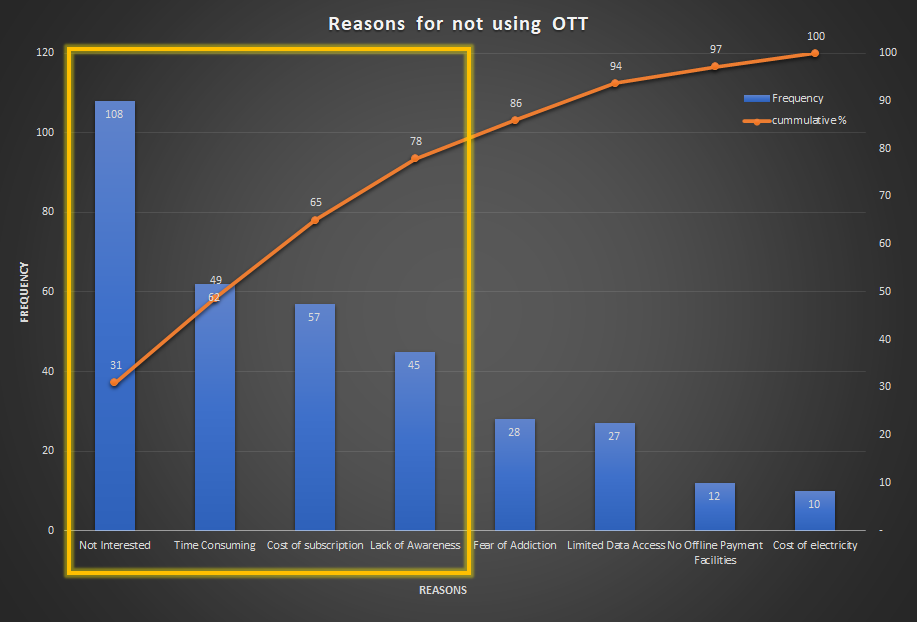 Reasons for not using OTT
120
100
80
60
40
20
0
FREQUENCY
100
90
80
70
60
50
40
30
20
10
-
Frequency
cummulative %
108
62
57
45
28
27
12
10
31
49
65
78
86
94
97
100
Not Interested
Time Consuming
Cost of subscription
Lack of Awareness
Fear of Addiction
Limited Data Access
No Offline Payment
Facilities
Cost of electricity
REASONS